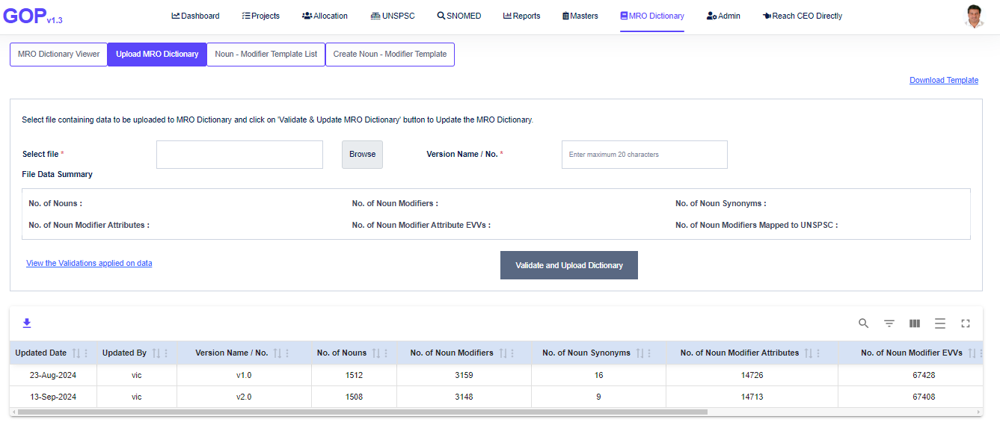 GOPv1.3 Dashboard Projects Allocation UNSPSC SNOMED Reports Masters MRO Dictionary Admin Reach CEO Directly
MRO Dictionary Viewer Upload MRO Dictionary Noun - Modifier Template List Create Noun - Modifier Template
Download Template
Select file containing data to be uploaded to MRO Dictionary and click on 'Validate & Update MRO Dictionary' button to Update the MRO Dictionary.
Select file * Browse Version Name / No. * Enter maximum 20 characters
File Data Summary
No. of Nouns : No. of Noun Modifiers : No. of Noun Synonyms :
No. of Noun Modifier Attributes : No. of Noun Modifier Attribute EVVs : No. of Noun Modifiers Mapped to UNSPSC :
View the Validations applied on data Validate and Upload Dictionary
Updated Date Updated By Version Name / No. No. of Nouns No. of Noun Modifiers No. of Noun Synonyms No. of Noun Modifier Attributes No. of Noun Modifier EVVs
23-Aug-2024 vic v1.0 1512 3159 16 14726 67428
13-Sep-2024 vic v2.0 1508 3148 9 14713 67408